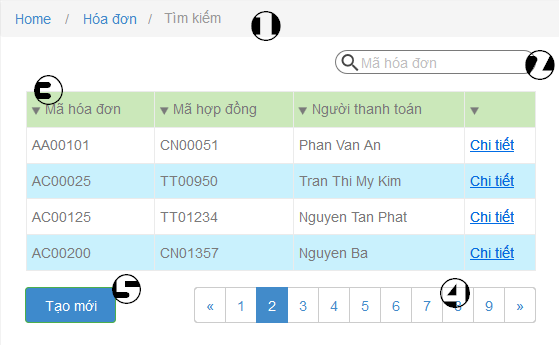 Home / Hóa đơn / Tìm kiếm 1
Mã hóa đơn 2
3
Mã hóa đơn Mã hợp đồng Người thanh toán
AA00101 CN00051 Phan Van An Chi tiết
AC00025 TT00950 Tran Thi My Kim Chi tiết
AC00125 TT01234 Nguyen Tan Phat Chi tiết
AC00200 CN01357 Nguyen Ba Chi tiết
5 4
Tạo mới « 1 2 3 4 5 6 7 8 9 »